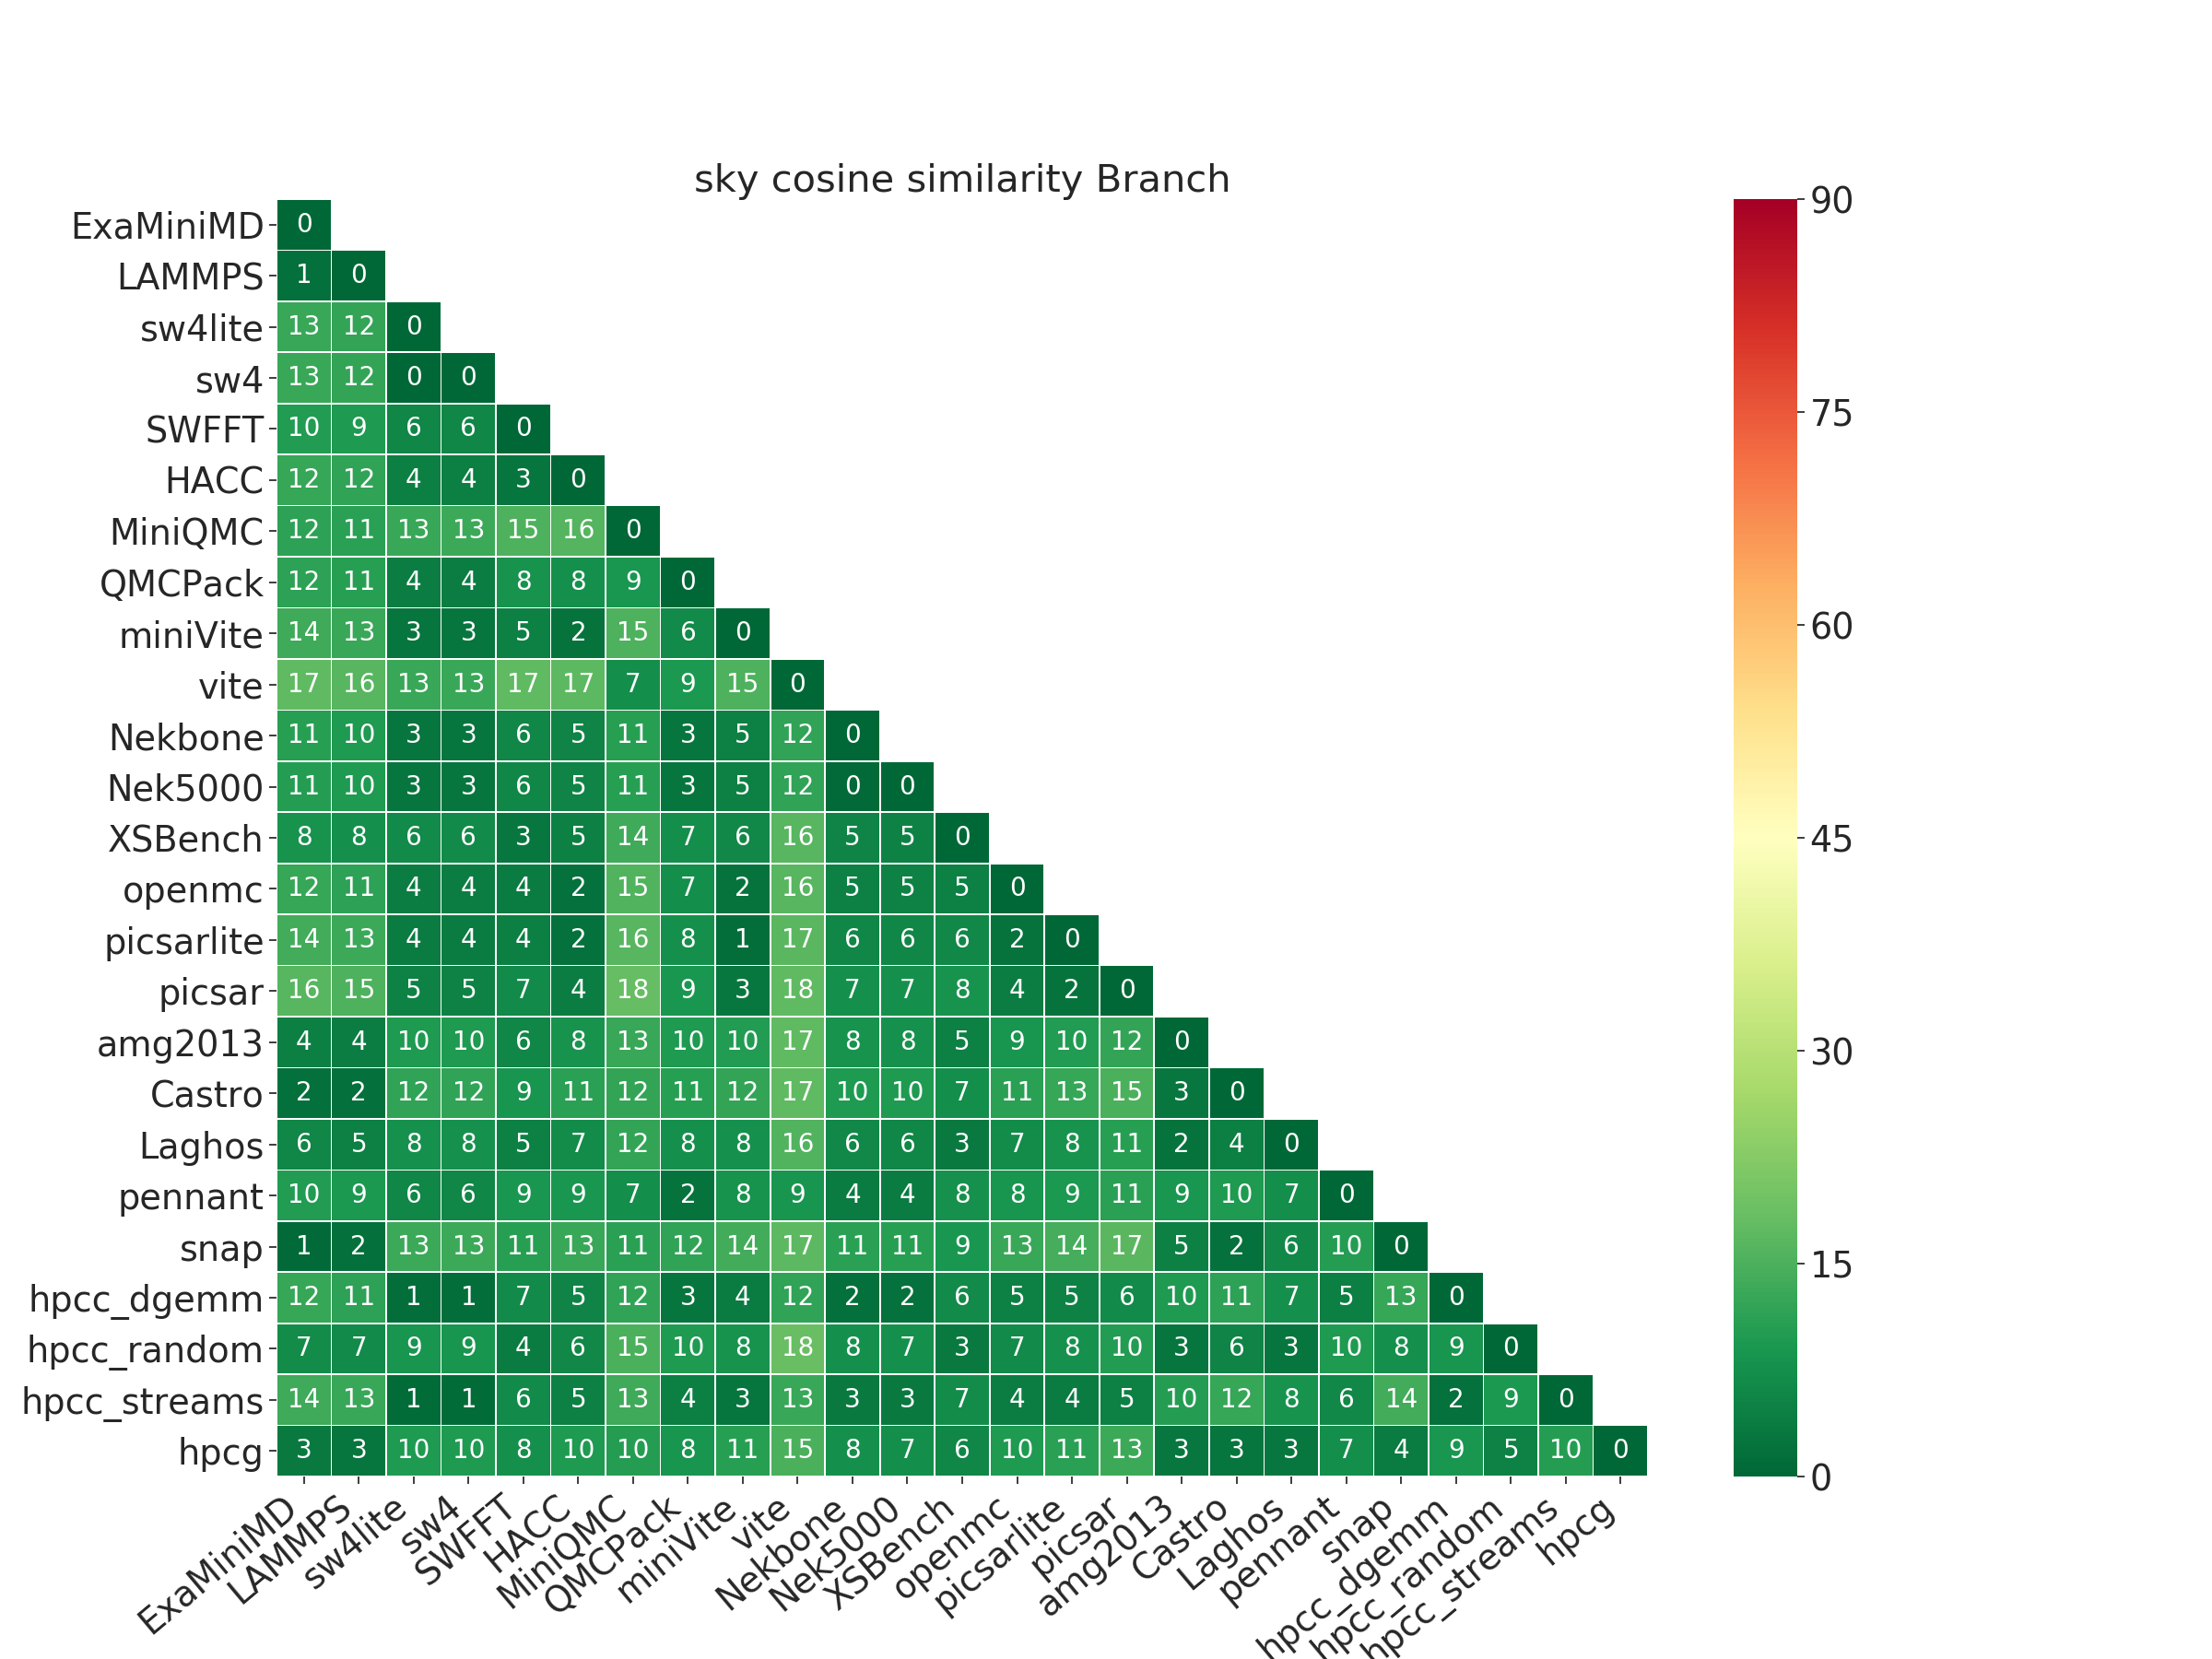 sky cosine similarity Branch
ExaMiniMD 0
LAMMPS 1 0
sw4lite 13 12 0
sw4 13 12 0 0
SWFFT 10 9 6 6 0
HACC 12 12 4 4 3 0
MiniQMC 12 11 13 13 15 16 0
QMCPack 12 11 4 4 8 8 9 0
miniVite 14 13 3 3 5 2 15 6 0
vite 17 16 13 13 17 17 7 9 15 0
Nekbone 11 10 3 3 6 5 11 3 5 12 0
Nek5000 11 10 3 3 6 5 11 3 5 12 0 0
XSBench 8 8 6 6 3 5 14 7 6 16 5 5 0
openmc 12 11 4 4 4 2 15 7 2 16 5 5 5 0
picsarlite 14 13 4 4 4 2 16 8 1 17 6 6 6 2 0
picsar 16 15 5 5 7 4 18 9 3 18 7 7 8 4 2 0
amg2013 4 4 10 10 6 8 13 10 10 17 8 8 5 9 10 12 0
Castro 2 2 12 12 9 11 12 11 12 17 10 10 7 11 13 15 3 0
Laghos 6 5 8 8 5 7 12 8 8 16 6 6 3 7 8 11 2 4 0
pennant 10 9 6 6 9 9 7 2 8 9 4 4 8 8 9 11 9 10 7 0
snap 1 2 13 13 11 13 11 12 14 17 11 11 9 13 14 17 5 2 6 10 0
hpcc_dgemm 12 11 1 1 7 5 12 3 4 12 2 2 6 5 5 6 10 11 7 5 13 0
hpcc_random 7 7 9 9 4 6 15 10 8 18 8 7 3 7 8 10 3 6 3 10 8 9 0
hpcc_streams 14 13 1 1 6 5 13 4 3 13 3 3 7 4 4 5 10 12 8 6 14 2 9 0
hpcg 3 3 10 10 8 10 10 8 11 15 8 7 6 10 11 13 3 3 3 7 4 9 5 10 0
ExaMiniMD
LAMMPS
sw4lite
sw4
SWFFT
HACC
MiniQMC
QMCPack
miniVite
vite
Nekbone
Nek5000
XSBench
openmc
picsarlite
picsar
amg2013
Castro
Laghos
pennant
snap
hpcc_dgemm
hpcc_random
hpcc_streams
hpcg
90
75
60
45
30
15
0